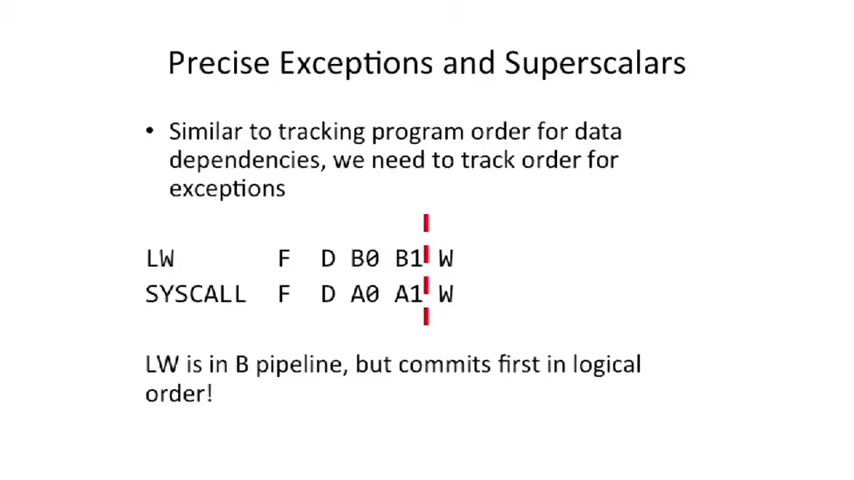 Precise Exceptions and Superscalars
• Similar to tracking program order for data
dependencies, we need to track order for
exceptions
LW F D B0 B1 W
SYSCALL F D A0 A1 W
LW is in B pipeline, but commits first in logical
order!